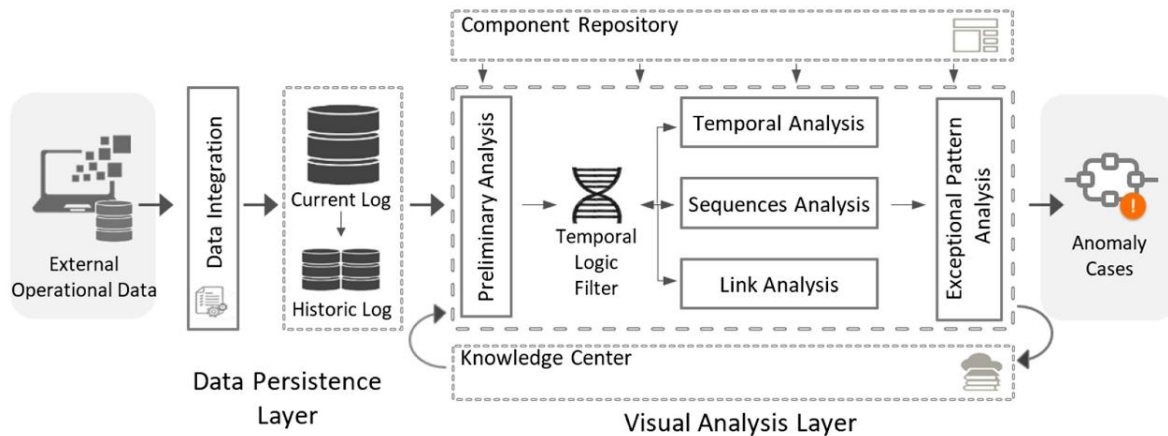 Component Repository
External
Operational Data
Data Integration
Current Log
Historic Log
Preliminary Analysis
Temporal
Logic
Filter
Temporal Analysis
Sequences Analysis
Link Analysis
Exceptional Pattern
Analysis
!
Anomaly
Cases
Knowledge Center
Data Persistence
Layer
Visual Analysis Layer